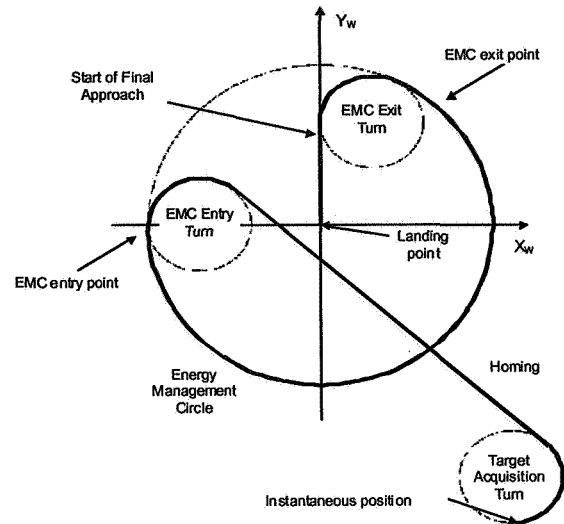 Yw
EMC exit point
Start of Final
Approach
EMC Exit
Turn
EMC Entry
Turn
Landing
point
Xw
EMC entry point
Energy
Management
Circle
Homing
Target
Acquisition
Turn
Instantaneous position